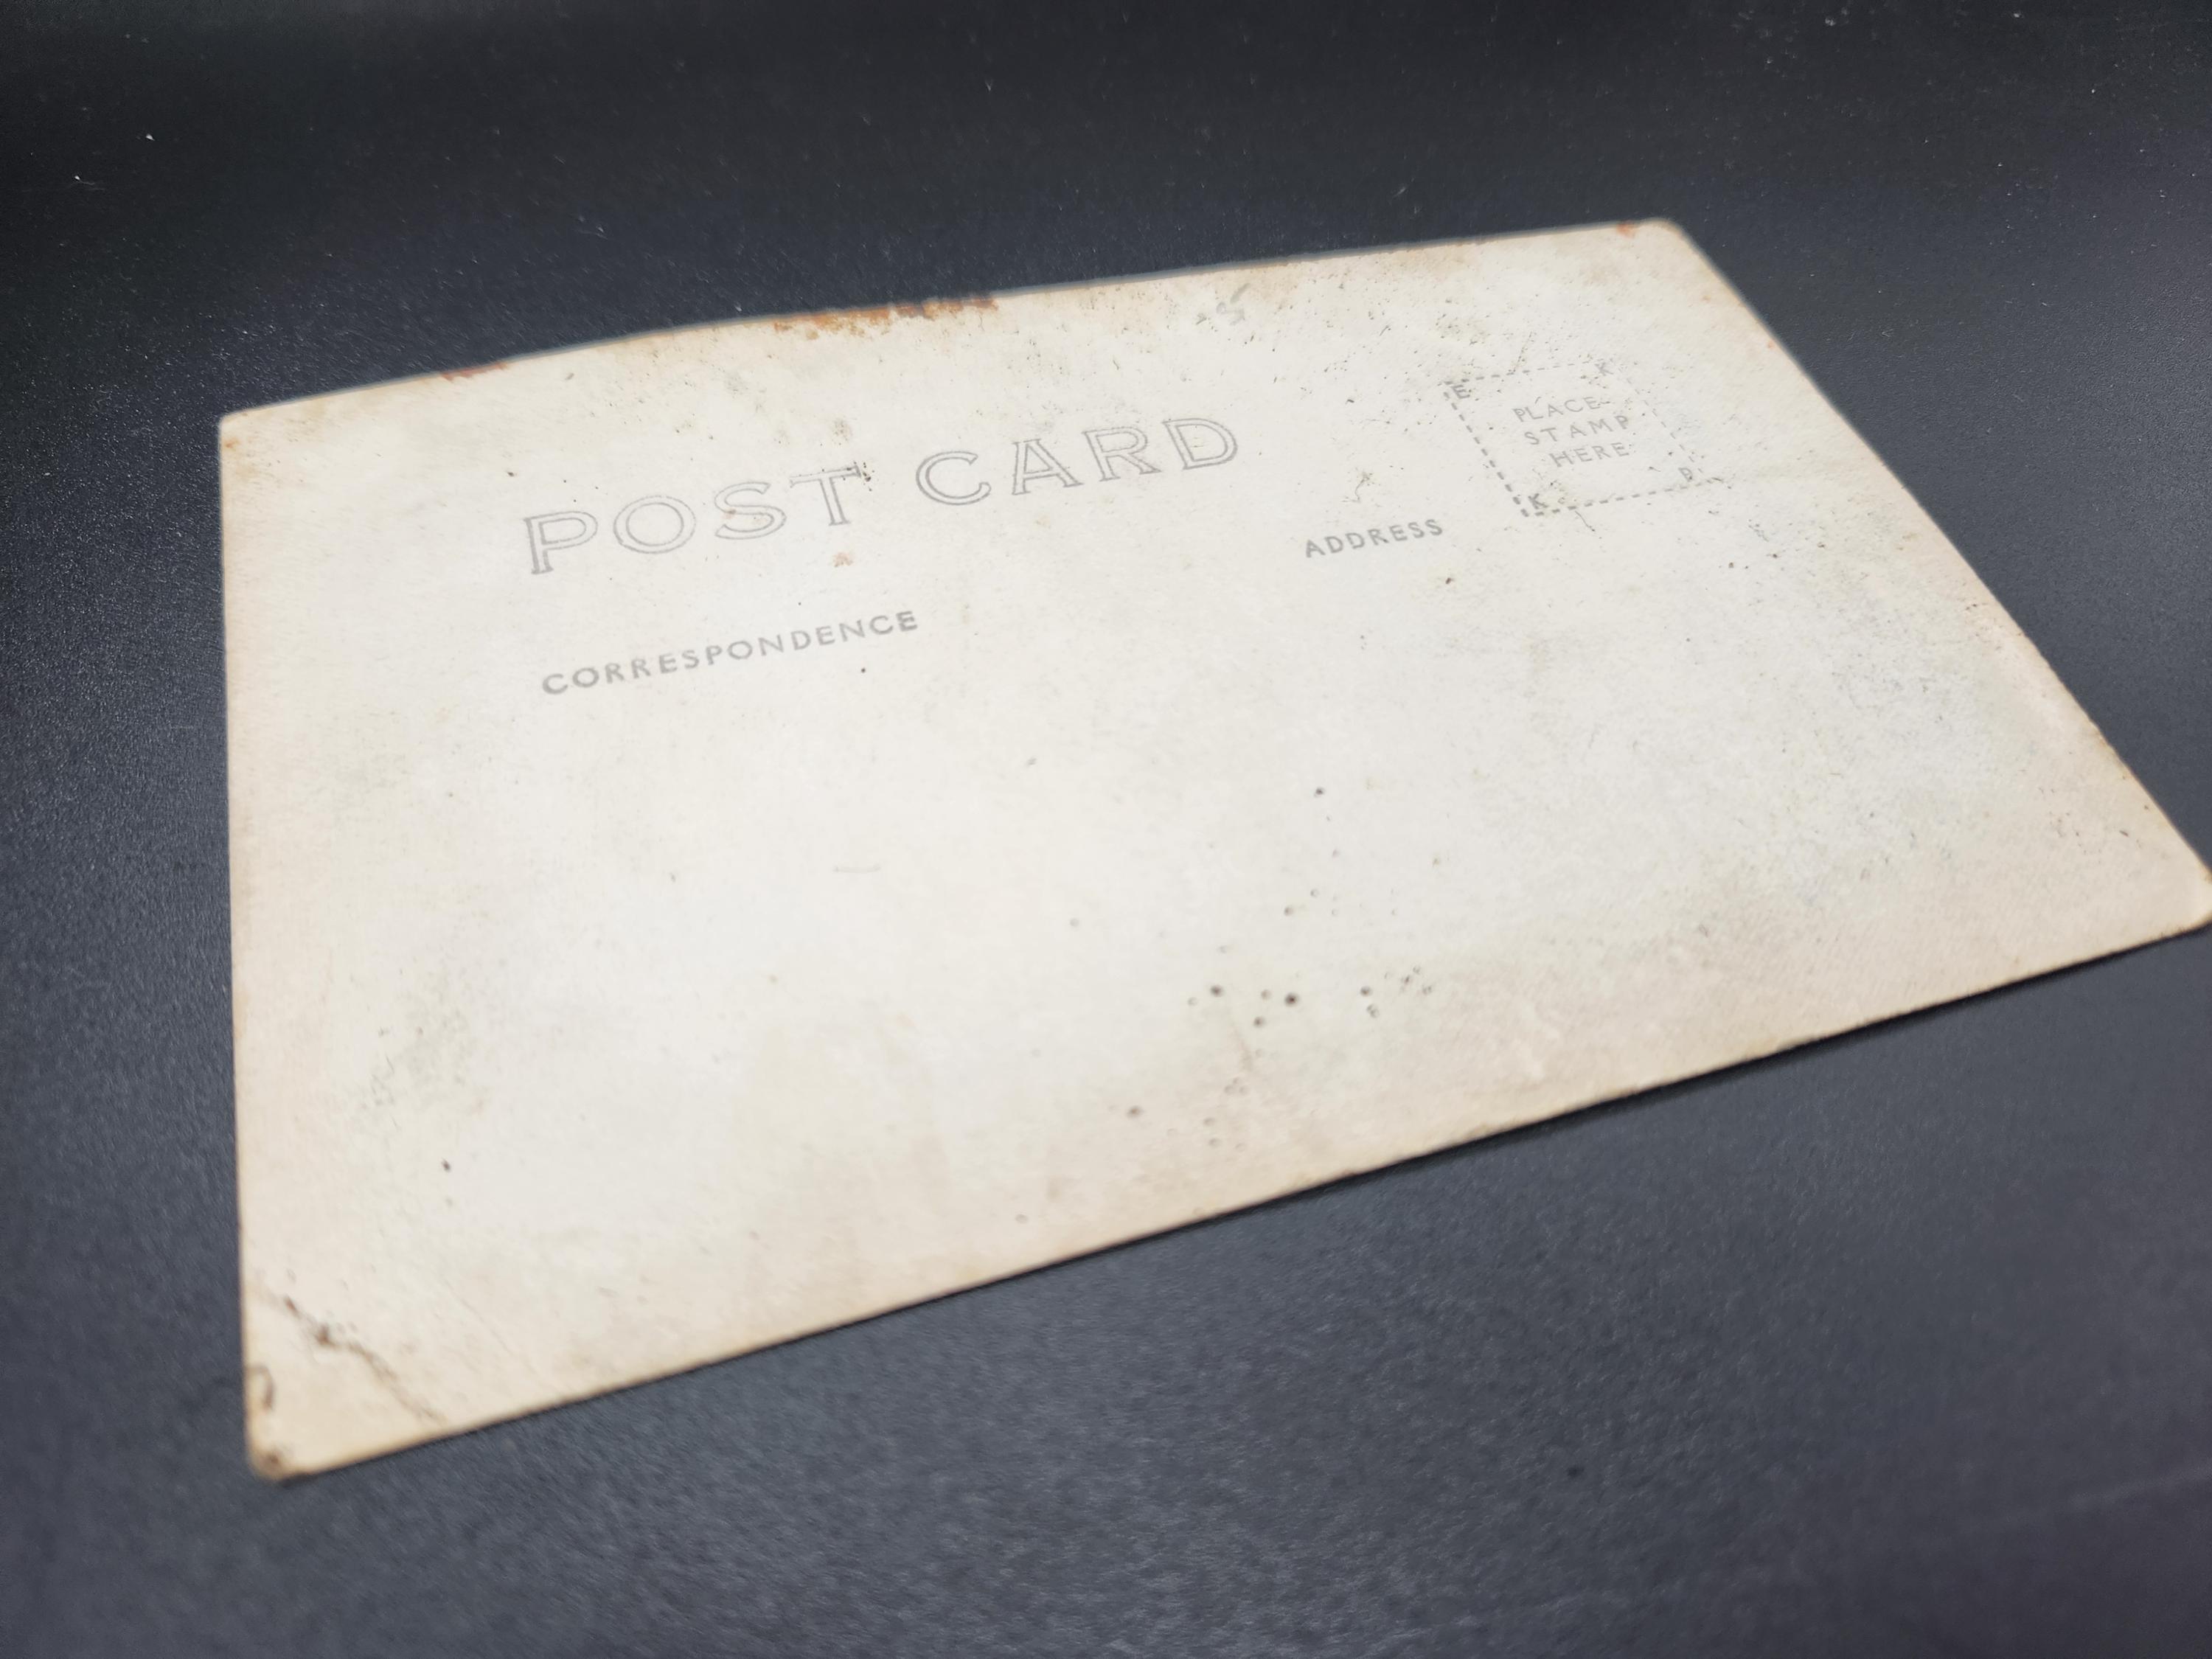 POST CARD
CORRESPONDENCE
ADDRESS
E K
PLACE
STAMP
HERE
K P